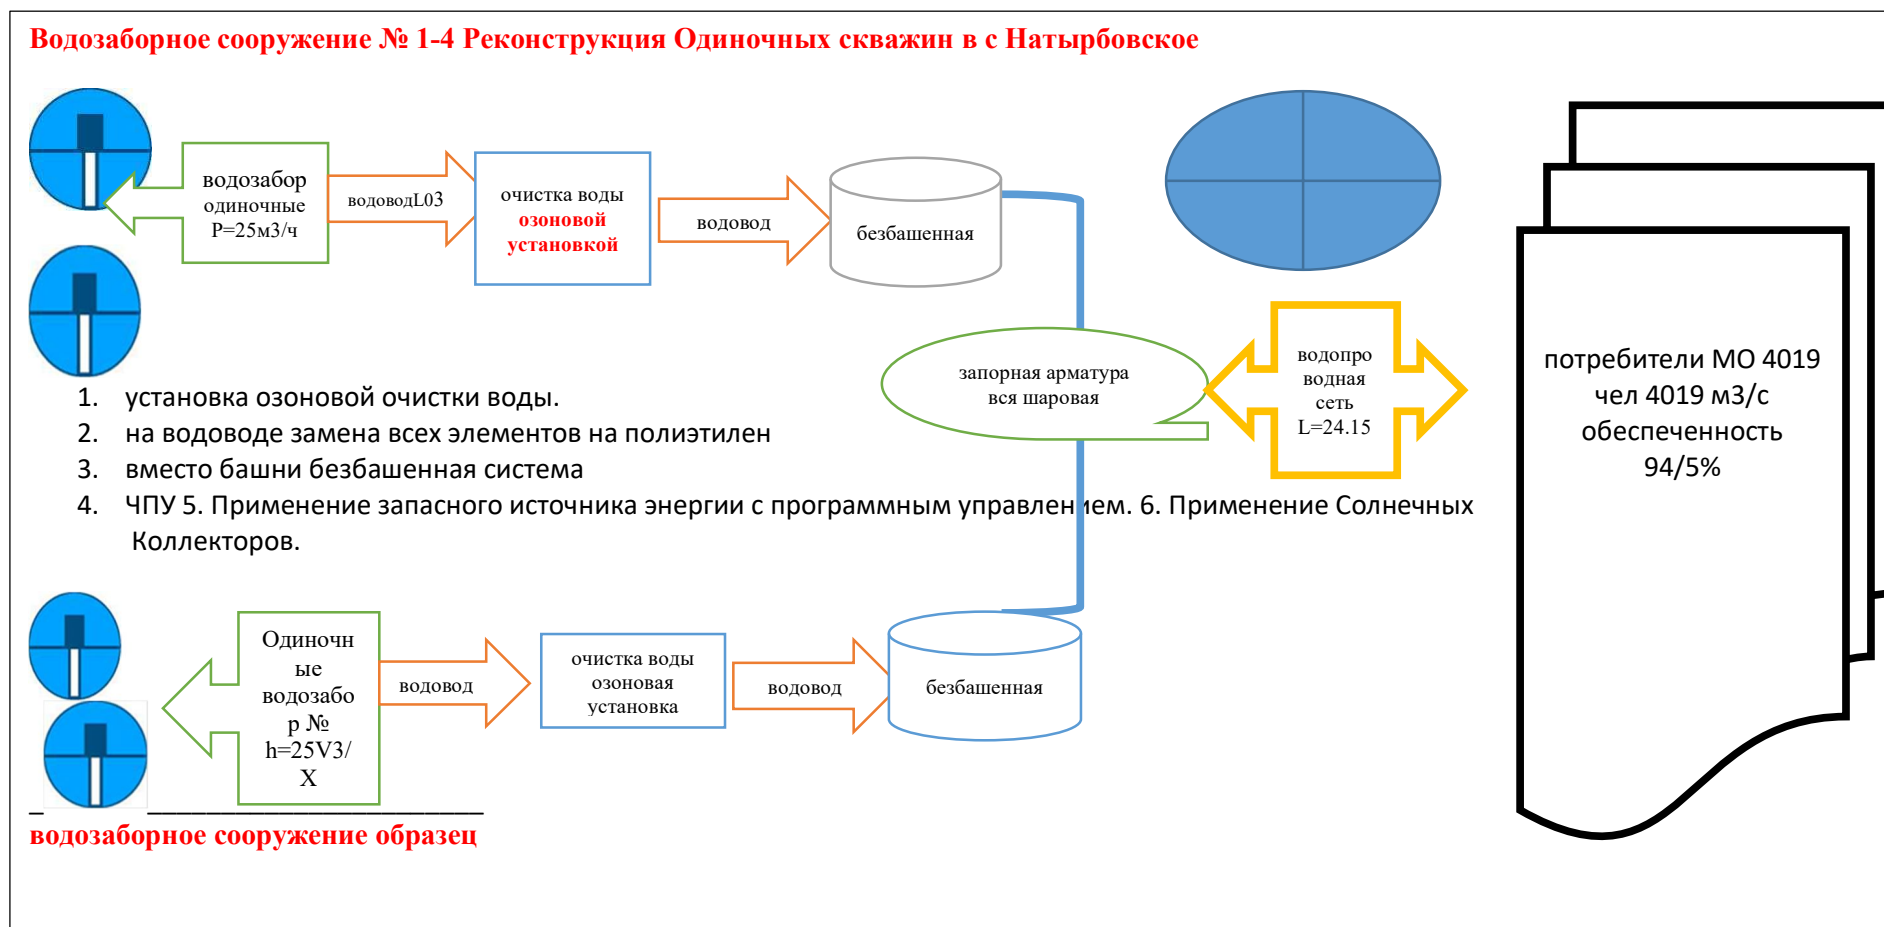 Водозаборное сооружение № 1-4 Реконструкция Одиночных скважин в с Натырбовское
водозабор
одиночные
Р=25м3/ч
водоводL03
очистка воды
озоновой
установкой
водовод
безбашенная
запорная арматура
вся шаровая
водопро
водная
сеть
L=24.15
потребители МО 4019
чел 4019 м3/с
обеспеченность
94/5%
1. установка озоновой очистки воды.
2. на водоводе замена всех элементов на полиэтилен
3. вместо башни безбашенная система
4. ЧПУ 5. Применение запасного источника энергии с программным управлением. 6. Применение Солнечных
Коллекторов.
Одиночн
ые
водозабо
р №
h=25V3/
X
водовод
очистка воды
озоновая
установка
водовод
безбашенная
водозаборное сооружение образец